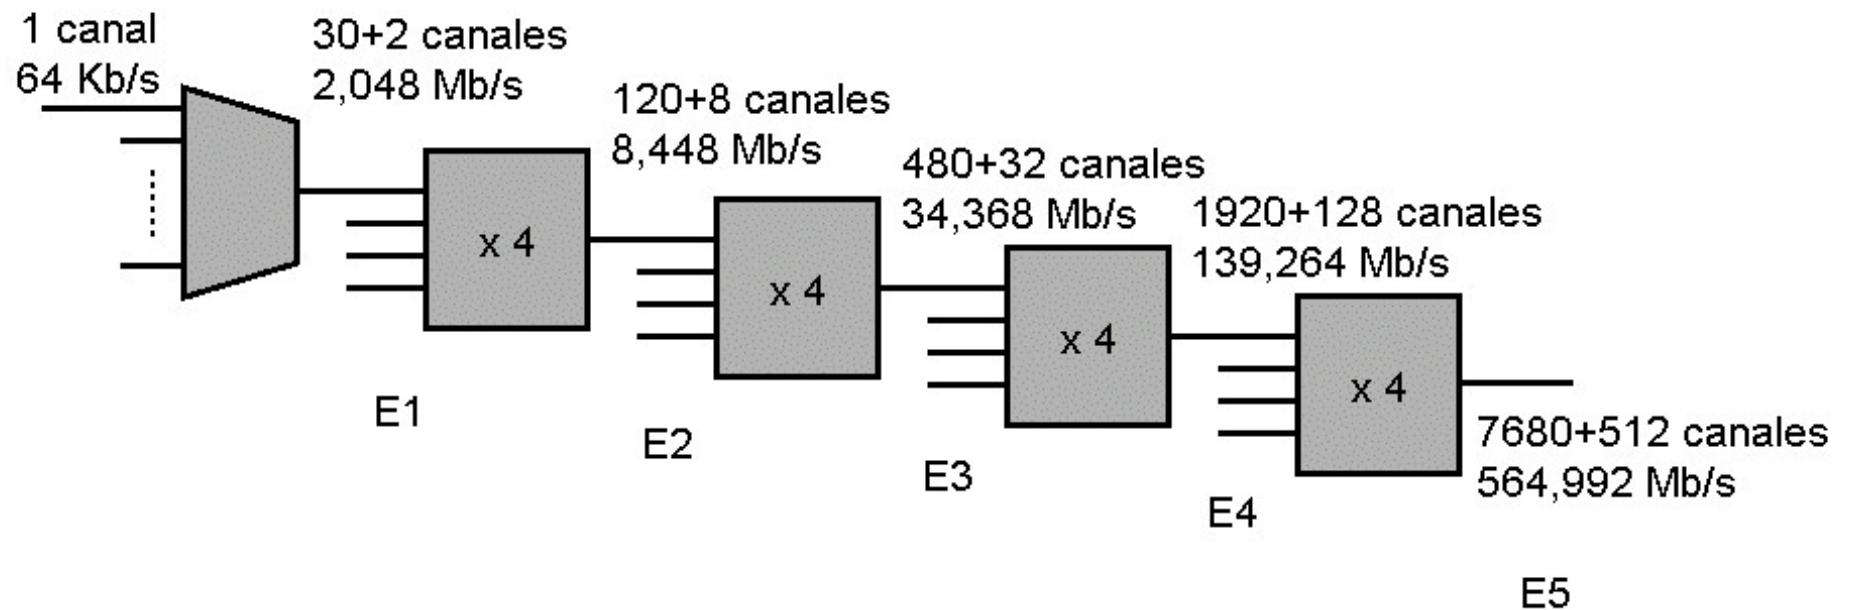 1 canal
64 Kb/s
30+2 canales
2,048 Mb/s
120+8 canales
8,448 Mb/s
480+32 canales
34,368 Mb/s
1920+128 canales
139,264 Mb/s
x 4
x 4
x 4
x 4
7680+512 canales
564,992 Mb/s
E1
E2
E3
E4
E5